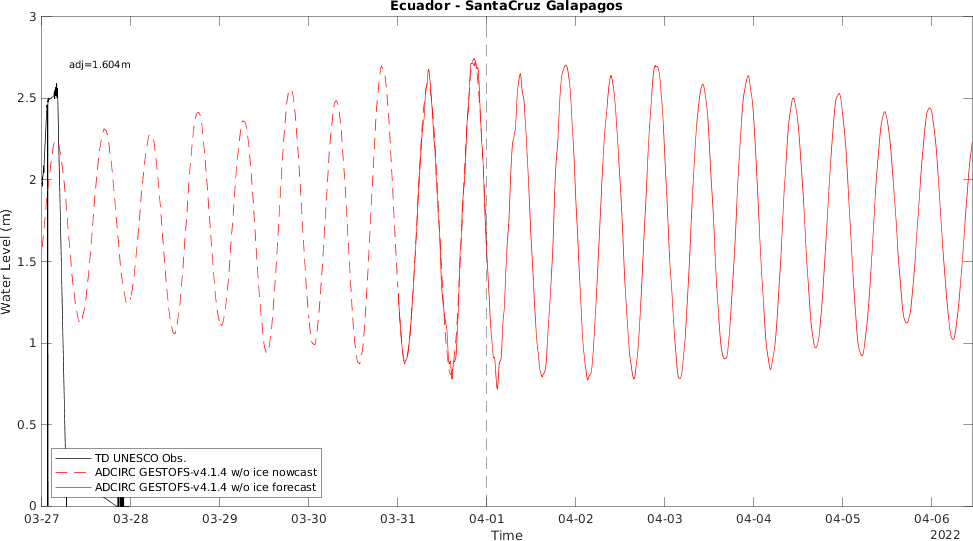 Ecuador - SantaCruz Galapagos
adj=1.604m
3
2.5
2
1.5
1
0.5
0
Water Level (m)
TD UNESCO Obs.
ADCIRC GESTOFS-v4.1.4 w/o ice nowcast
ADCIRC GESTOFS-v4.1.4 w/o ice forecast
03-27 03-28 03-29 03-30 03-31 04-01 04-02 04-03 04-04 04-05 04-06
Time
2022